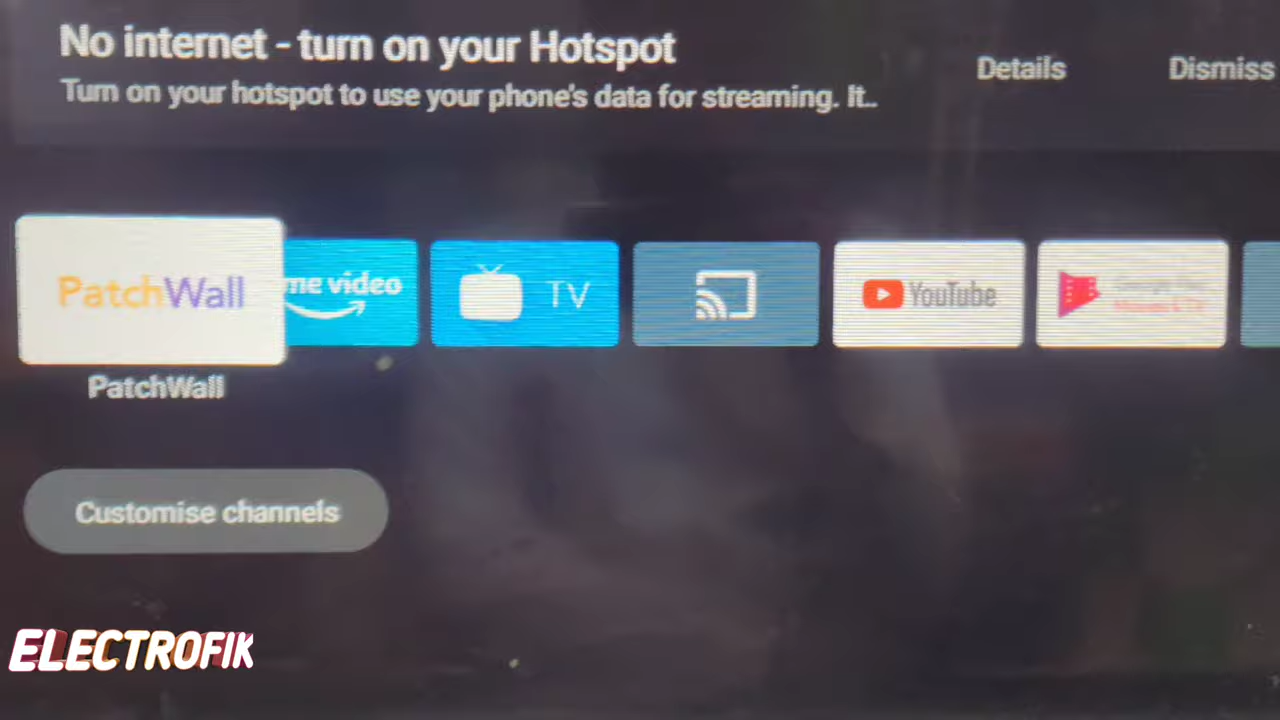 No internet - turn on your Hotspot
Turn on your hotspot to use your phone's data for streaming. It..
Details
Dismiss
PatchWall
me video
TV
YouTube
PatchWall
Customise channels
ELECTROFIK